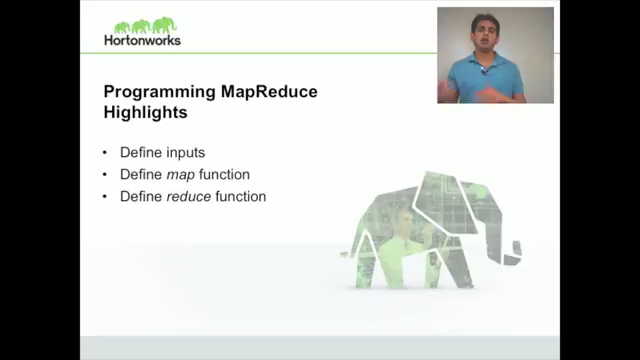 Hortonworks
Programming MapReduce
Highlights
• Define inputs
• Define map function
• Define reduce function